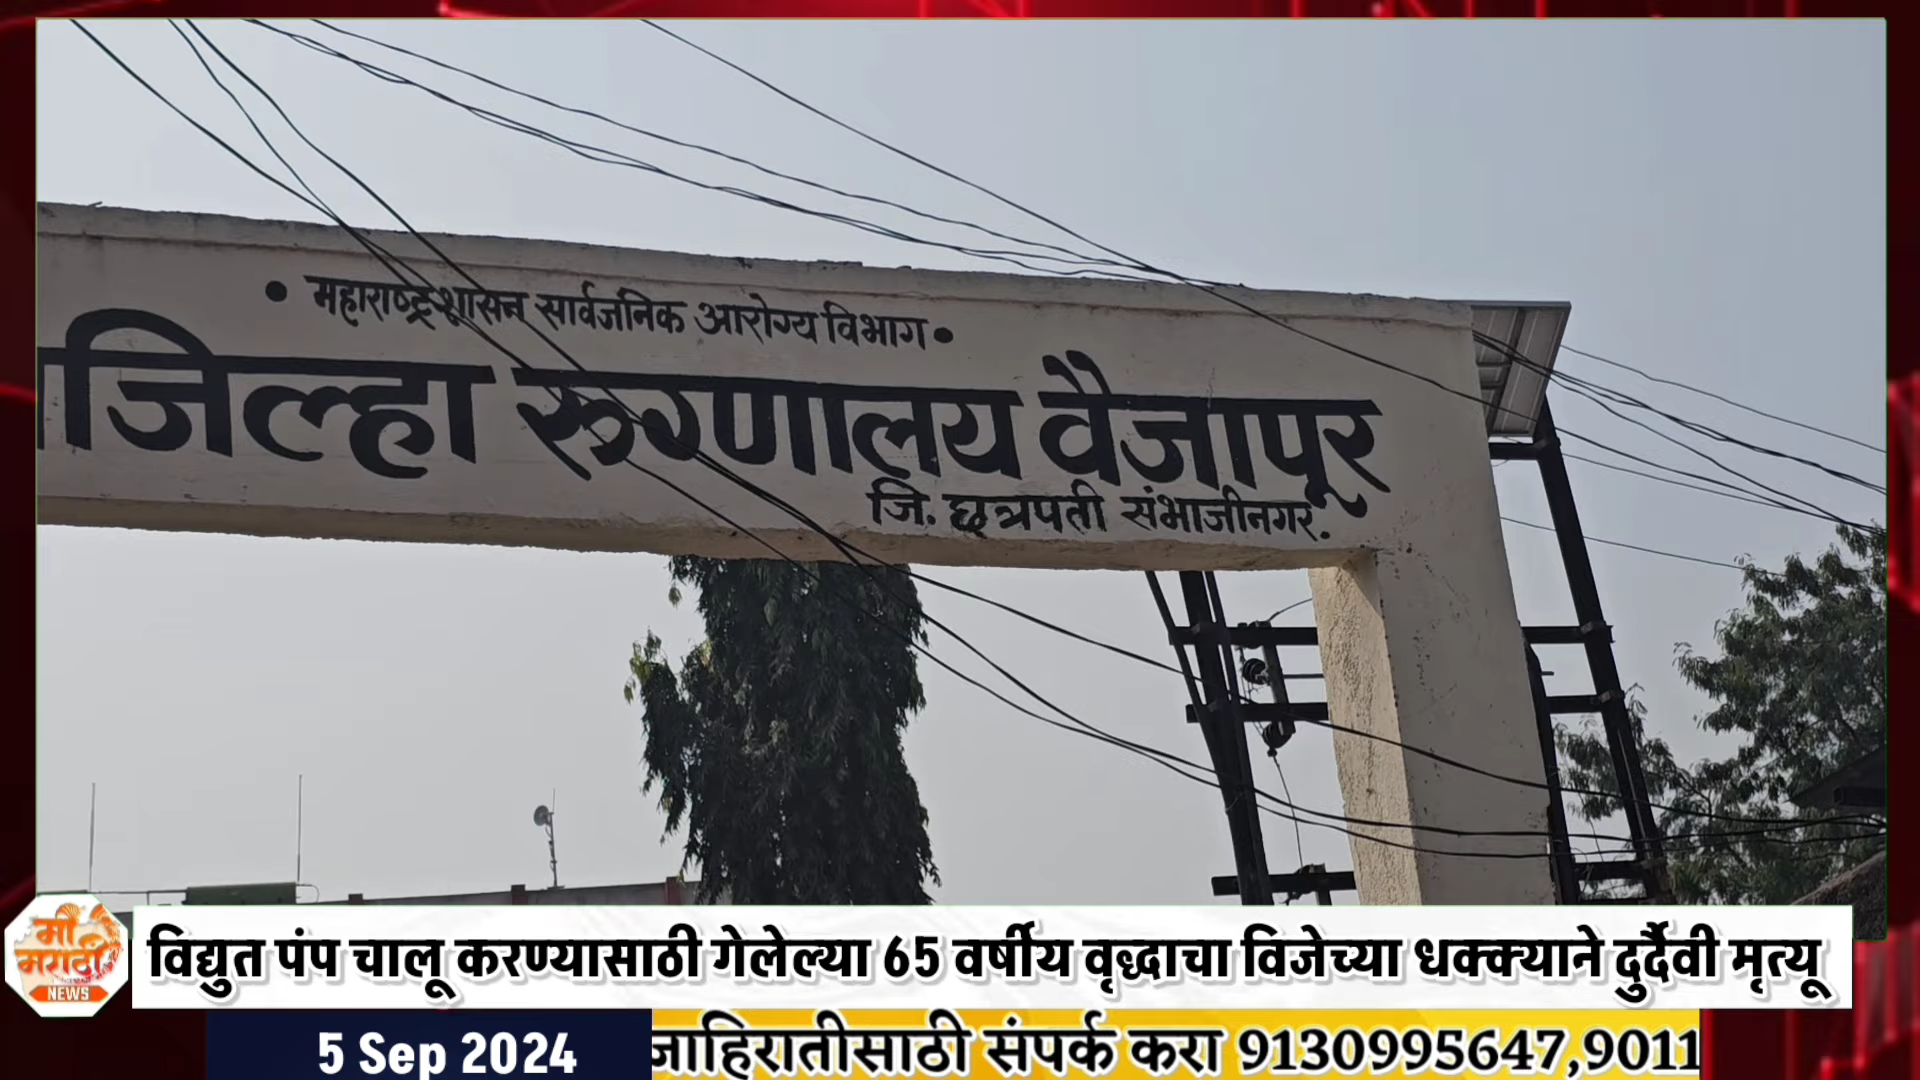 • महाराष्ट्र शासन सार्वजनिक आरोग्य विभाग •
जिल्हा रुग्णालय वैजापूर
जि. छत्रपती संभाजीनगर.
मी मराठी NEWS
विद्युत पंप चालू करण्यासाठी गेलेल्या 65 वर्षीय वृद्धाचा विजेच्या धक्क्याने दुर्दैवी मृत्यू
5 Sep 2024
जाहिरातीसाठी संपर्क करा 9130995647,9011